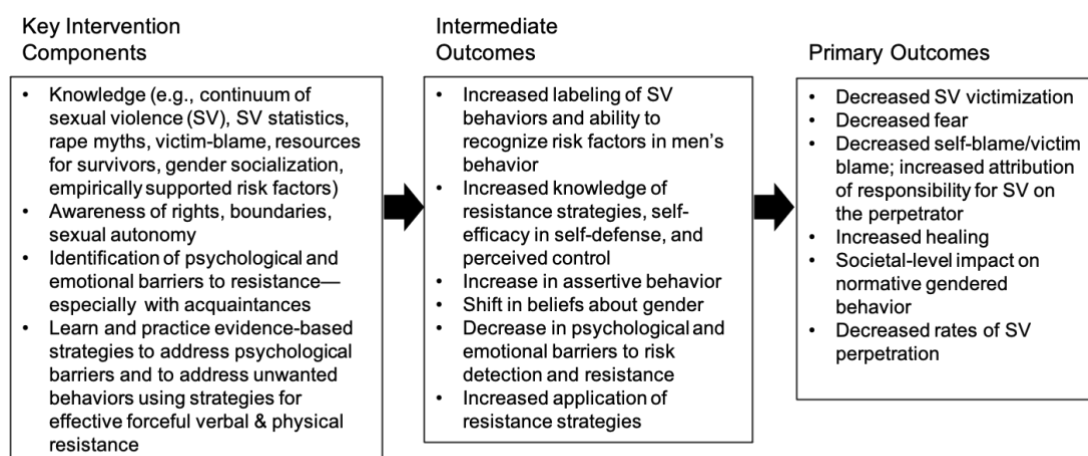 Key Intervention
Components
• Knowledge (e.g., continuum of
sexual violence (SV), SV statistics,
rape myths, victim-blame, resources
for survivors, gender socialization,
empirically supported risk factors)
• Awareness of rights, boundaries,
sexual autonomy
• Identification of psychological and
emotional barriers to resistance—
especially with acquaintances
• Learn and practice evidence-based
strategies to address psychological
barriers and to address unwanted
behaviors using strategies for
effective forceful verbal & physical
resistance
Intermediate
Outcomes
• Increased labeling of SV
behaviors and ability to
recognize risk factors in men's
behavior
• Increased knowledge of
resistance strategies, self-
efficacy in self-defense, and
perceived control
• Increase in assertive behavior
• Shift in beliefs about gender
• Decrease in psychological and
emotional barriers to risk
detection and resistance
• Increased application of
resistance strategies
Primary Outcomes
• Decreased SV victimization
• Decreased fear
• Decreased self-blame/victim
blame; increased attribution
of responsibility for SV on
the perpetrator
• Increased healing
• Societal-level impact on
normative gendered
behavior
• Decreased rates of SV
perpetration